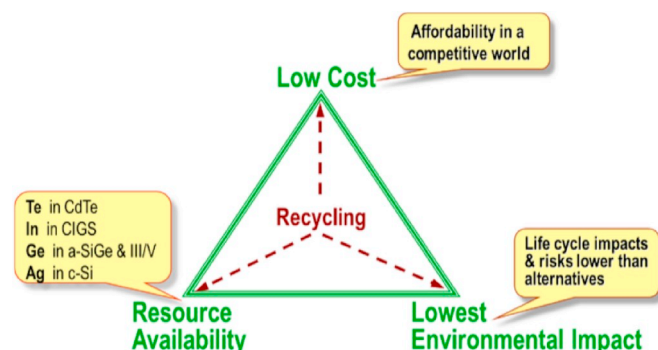 Affordability in a
competitive world
Low Cost
Te in CdTe
In in CIGS
Ge in a-SiGe & III/V
Ag in c-Si
Recycling
Life cycle impacts
& risks lower than
alternatives
Resource
Availability
Lowest
Environmental Impact